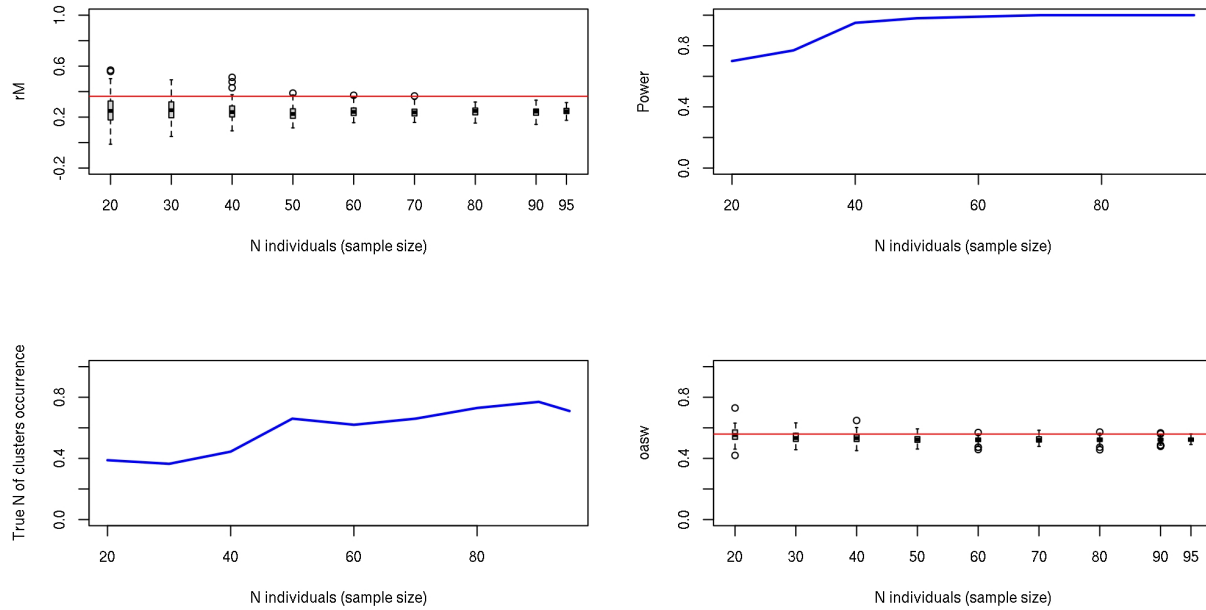 rM
-0.2 0.2 0.6 1.0
20 30 40 50 60 70 80 90 95
N individuals (sample size)
Power
0.0 0.4 0.8
20 40 60 80
N individuals (sample size)
True N of clusters occurrence
0.0 0.4 0.8
20 40 60 80
N individuals (sample size)
oasw
0.0 0.4 0.8
20 30 40 50 60 70 80 90 95
N individuals (sample size)